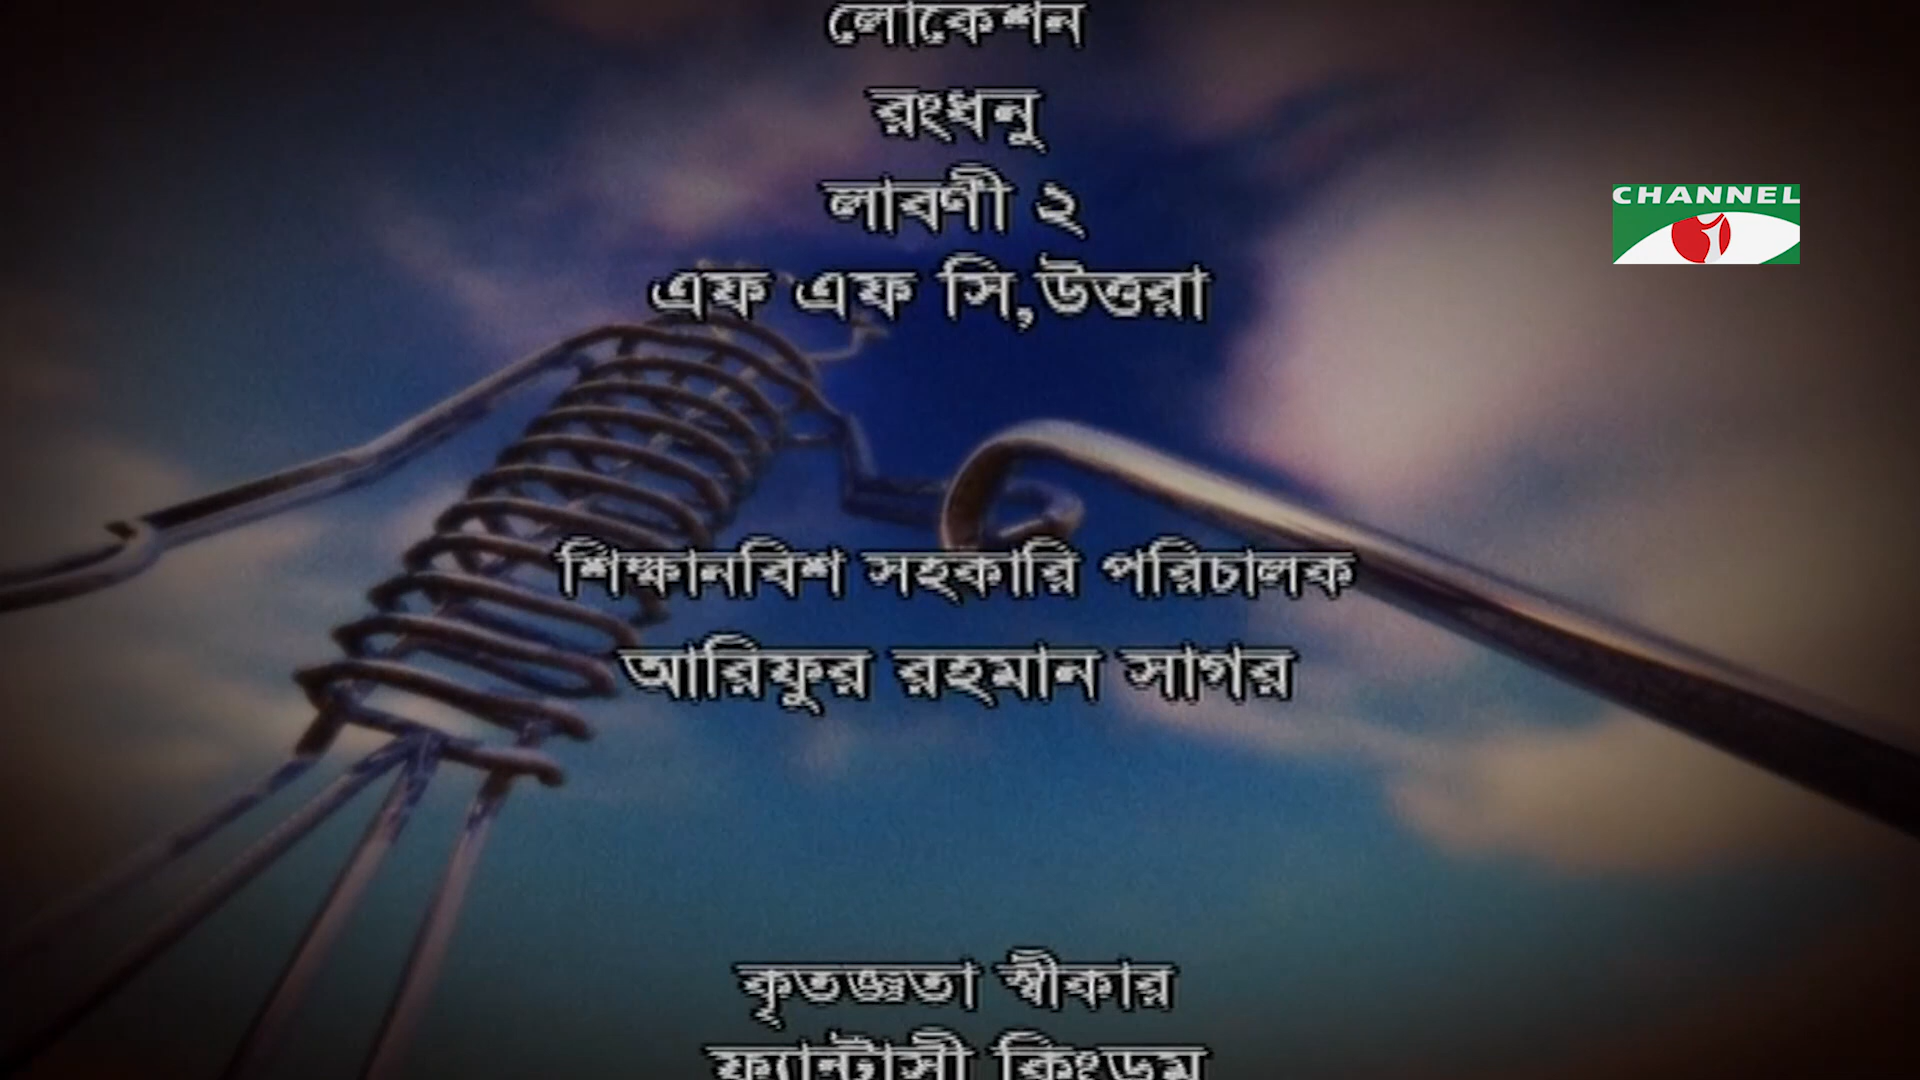 লোকেশন
রংধনু
লাবণী ২
CHANNEL
এফ এফ সি,উত্তরা
শিক্ষানবিশ সহকারি পরিচালক
আরিফুর রহমান সাগর
কৃতজ্ঞতা স্বীকার
ফ্যান্টাসী কিংডম